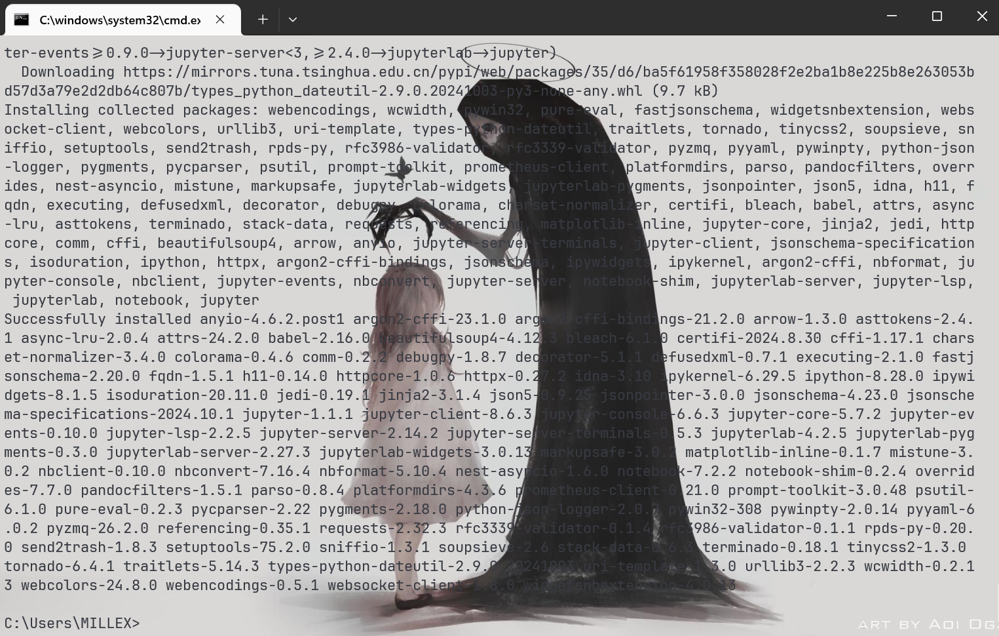 C:\windows\system32\cmd.ex
ter-events>=0.9.0->jupyter-server<3,>=2.4.0->jupyterlab->jupyter)
  Downloading https://mirrors.tuna.tsinghua.edu.cn/pypi/web/packages/35/d6/ba5f61958f358028f2e2ba1b8e225b8e263053b
d57d3a79e2d2db64c807b/types_python_dateutil-2.9.0.20241003-py3-none-any.whl (9.7 kB)
Installing collected packages: webencodings, wcwidth, pywin32, pure-eval, fastjsonschema, widgetsnbextension, webs
ocket-client, webcolors, urllib3, uri-template, types-python-dateutil, traitlets, tornado, tinycss2, soupsieve, sn
iffio, setuptools, send2trash, rpds-py, rfc3986-validator, rfc3339-validator, pyzmq, pyyaml, pywinpty, python-json
-logger, pygments, pycparser, psutil, prompt-toolkit, prometheus-client, platformdirs, parso, pandocfilters, overr
ides, nest-asyncio, mistune, markupsafe, jupyterlab-widgets, jupyterlab-pygments, jsonpointer, json5, idna, h11, f
qdn, executing, defusedxml, decorator, debugpy, colorama, charset-normalizer, certifi, bleach, babel, attrs, async
-lru, asttokens, terminado, stack-data, requests, referencing, matplotlib-inline, jupyter-core, jinja2, jedi, http
core, comm, cffi, beautifulsoup4, arrow, anyio, jupyter-server-terminals, jupyter-client, jsonschema-specification
s, isoduration, ipython, httpx, argon2-cffi-bindings, jsonschema, ipywidgets, ipykernel, argon2-cffi, nbformat, ju
pyter-console, nbclient, jupyter-events, nbconvert, jupyter-server, notebook-shim, jupyterlab-server, jupyter-lsp,
 jupyterlab, notebook, jupyter
Successfully installed anyio-4.6.2.post1 argon2-cffi-23.1.0 argon2-cffi-bindings-21.2.0 arrow-1.3.0 asttokens-2.4.
1 async-lru-2.0.4 attrs-24.2.0 babel-2.16.0 beautifulsoup4-4.12.3 bleach-6.1.0 certifi-2024.8.30 cffi-1.17.1 chars
et-normalizer-3.4.0 colorama-0.4.6 comm-0.2.2 debugpy-1.8.7 decorator-5.1.1 defusedxml-0.7.1 executing-2.1.0 fastj
sonschema-2.20.0 fqdn-1.5.1 h11-0.14.0 httpcore-1.0.6 httpx-0.27.2 idna-3.10 ipykernel-6.29.5 ipython-8.28.0 ipywi
dgets-8.1.5 isoduration-20.11.0 jedi-0.19.1 jinja2-3.1.4 json5-0.9.25 jsonpointer-3.0.0 jsonschema-4.23.0 jsonsche
ma-specifications-2024.10.1 jupyter-1.1.1 jupyter-client-8.6.3 jupyter-console-6.6.3 jupyter-core-5.7.2 jupyter-ev
ents-0.10.0 jupyter-lsp-2.2.5 jupyter-server-2.14.2 jupyter-server-terminals-0.5.3 jupyterlab-4.2.5 jupyterlab-pyg
ments-0.3.0 jupyterlab-server-2.27.3 jupyterlab-widgets-3.0.13 markupsafe-3.0.2 matplotlib-inline-0.1.7 mistune-3.
0.2 nbclient-0.10.0 nbconvert-7.16.4 nbformat-5.10.4 nest-asyncio-1.6.0 notebook-7.2.2 notebook-shim-0.2.4 overrid
es-7.7.0 pandocfilters-1.5.1 parso-0.8.4 platformdirs-4.3.6 prometheus-client-0.21.0 prompt-toolkit-3.0.48 psutil-
6.1.0 pure-eval-0.2.3 pycparser-2.22 pygments-2.18.0 python-json-logger-2.0.7 pywin32-308 pywinpty-2.0.14 pyyaml-6
.0.2 pyzmq-26.2.0 referencing-0.35.1 requests-2.32.3 rfc3339-validator-0.1.4 rfc3986-validator-0.1.1 rpds-py-0.20.
0 send2trash-1.8.3 setuptools-75.2.0 sniffio-1.3.1 soupsieve-2.6 stack-data-0.6.3 terminado-0.18.1 tinycss2-1.3.0
tornado-6.4.1 traitlets-5.14.3 types-python-dateutil-2.9.0.20241003 uri-template-1.3.0 urllib3-2.2.3 wcwidth-0.2.1
3 webcolors-24.8.0 webencodings-0.5.1 websocket-client-1.8.0 widgetsnbextension-4.0.13
C:\Users\MILLEX>
ART BY AOI OG